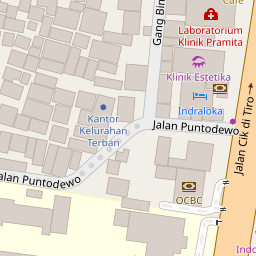 Cafe
Laboratorium
Klinik Pramita
Gang Bin
Klinik Estetika
Indraloka
Jalan Cik di Tiro →
Kantor
Kelurahan
Terban
Jalan Puntodewo
Jalan Puntodewo
OCBC
Indo